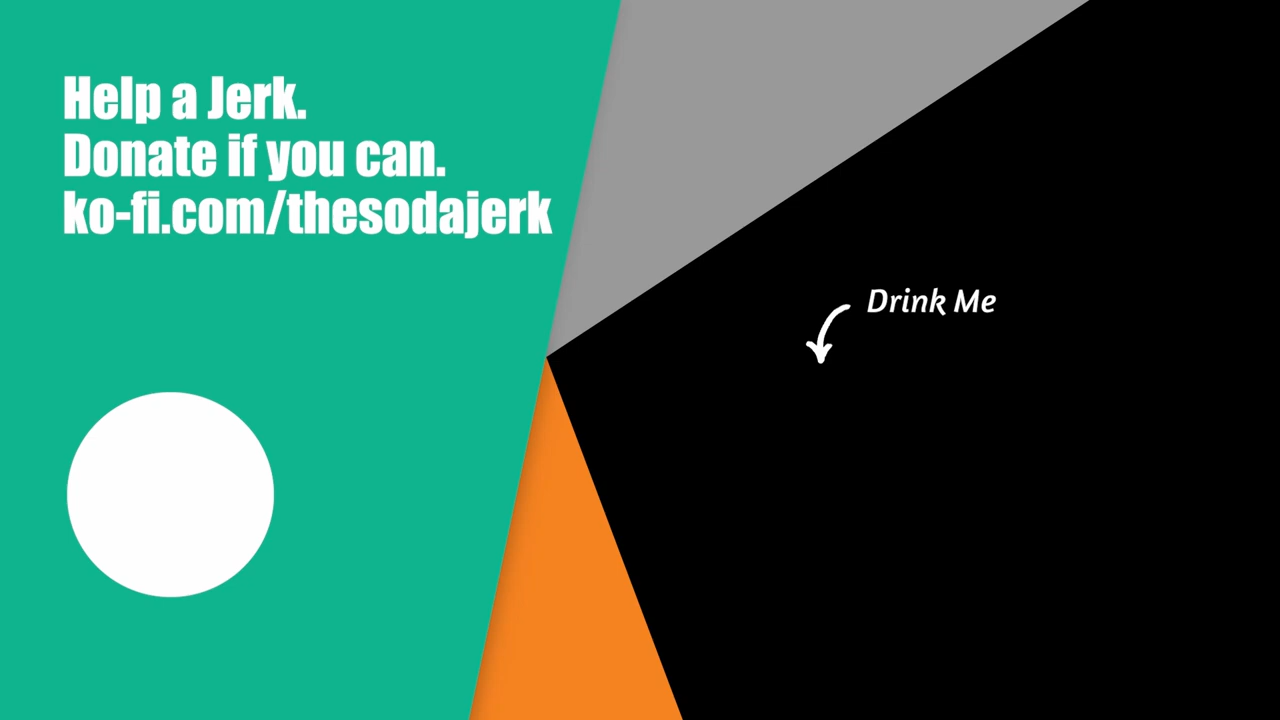 Help a Jerk.
Donate if you can.
ko-fi.com/thesodajerk
Drink Me